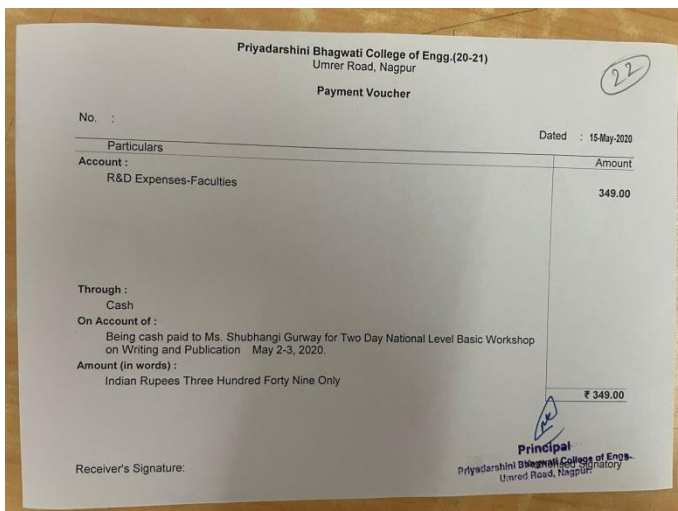 Priyadarshini Bhagwati College of Engg.(20-21)
Umrer Road, Nagpur
22
Payment Voucher
No. :
Dated : 15-May-2020
Particulars
Amount
Account :
R&D Expenses-Faculties
349.00
Through :
Cash
On Account of :
Being cash paid to Ms. Shubhangi Gurway for Two Day National Level Basic Workshop
on Writing and Publication May 2-3, 2020.
Amount (in words) :
Indian Rupees Three Hundred Forty Nine Only
₹ 349.00
Principal
Priyadarshini Bhagwati College of Engg.
Signatory
Umred Road, Nagpur.
Receiver's Signature: